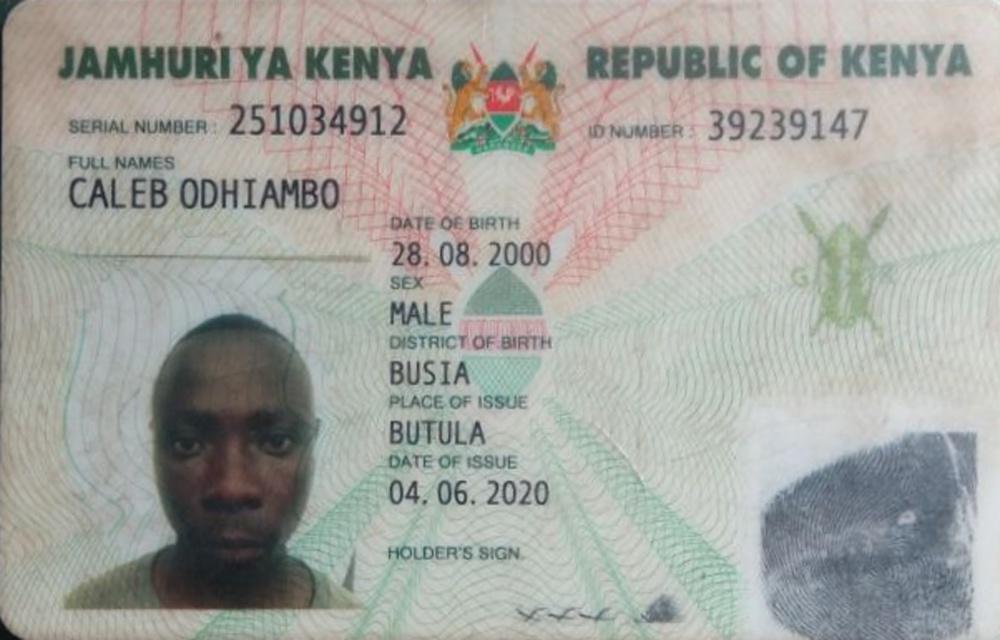 JAMHURI YA KENYA
REPUBLIC OF KENYA
SERIAL NUMBER : 251034912
ID NUMBER : 39239147
FULL NAMES
CALEB ODHIAMBO
DATE OF BIRTH
28. 08. 2000
SEX
MALE
DISTRICT OF BIRTH
BUSIA
PLACE OF ISSUE
BUTULA
DATE OF ISSUE
04. 06. 2020
HOLDER'S SIGN.